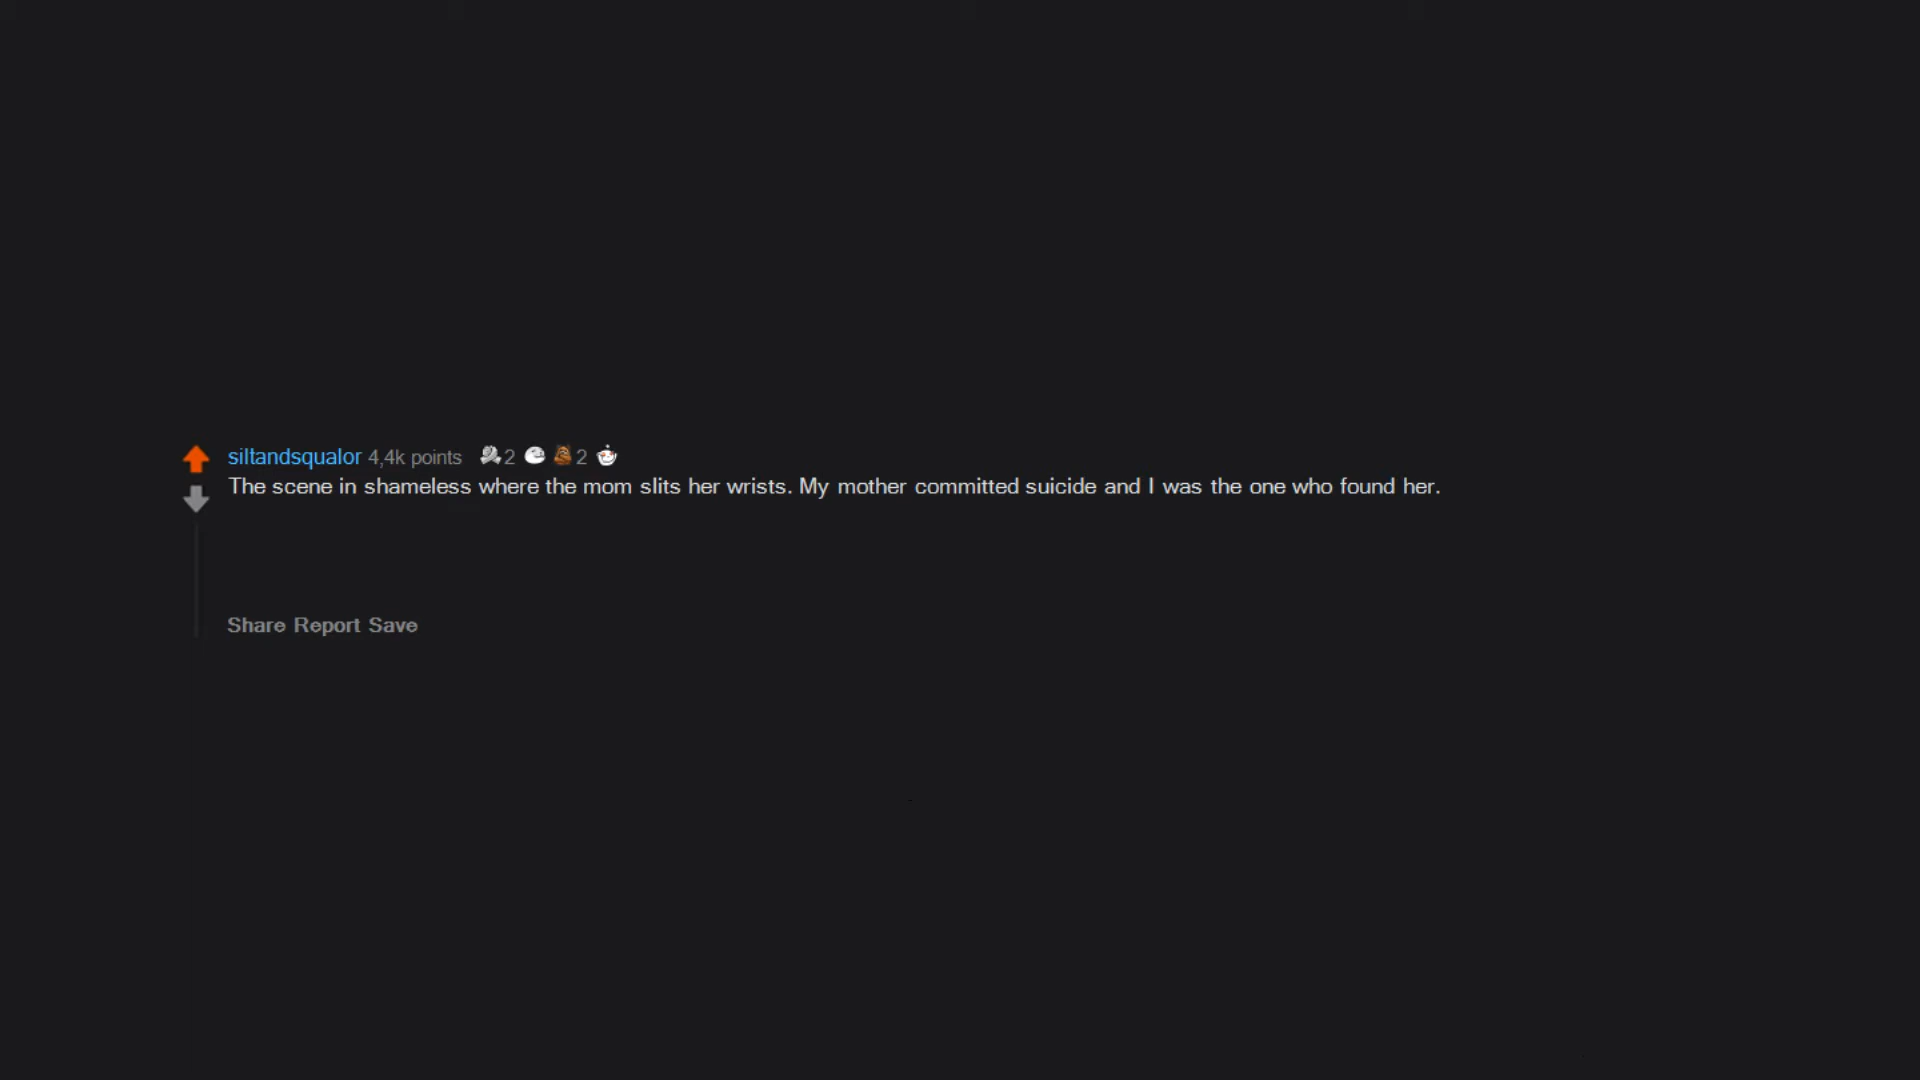 siltandsqualor 4,4k points 2 2
The scene in shameless where the mom slits her wrists. My mother committed suicide and I was the one who found her.
Share Report Save